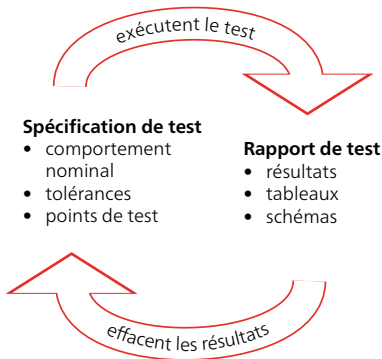 exécutent le test
Spécification de test
• comportement
nominal
• tolérances
• points de test
Rapport de test
• résultats
• tableaux
• schémas
effacent les résultats